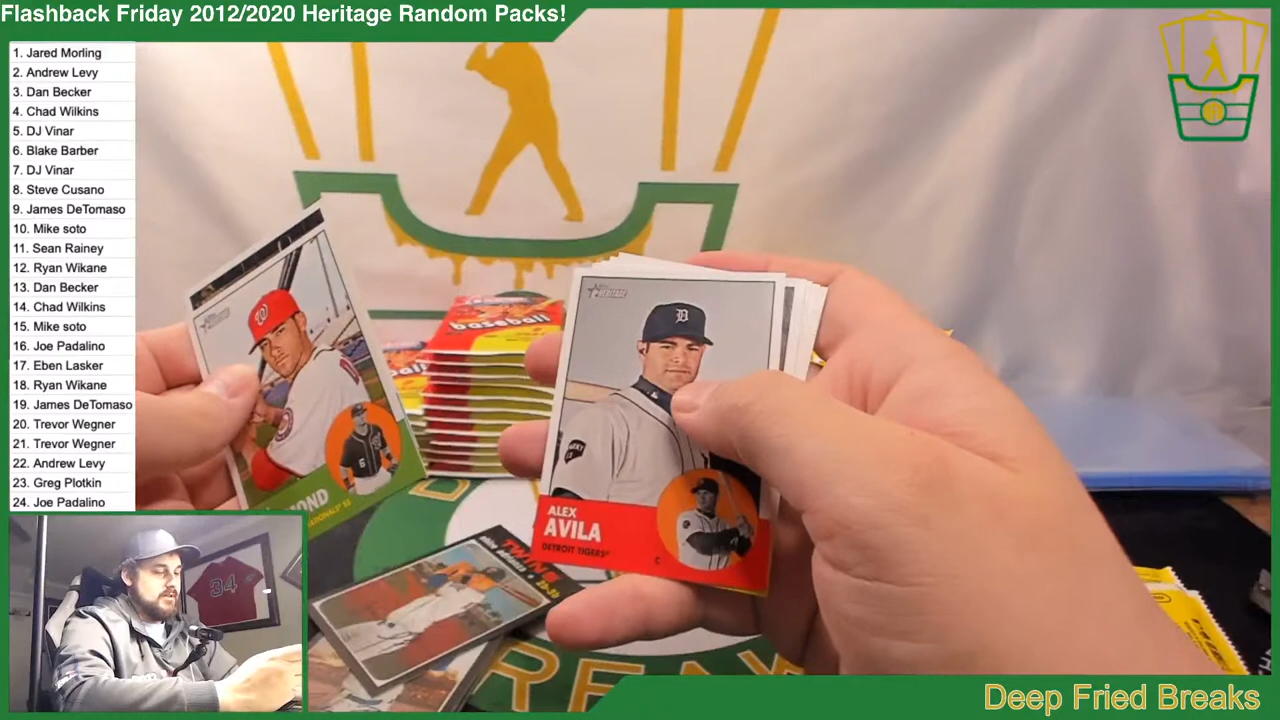 Flashback Friday 2012/2020 Heritage Random Packs!
1. Jared Morling
2. Andrew Levy
3. Dan Becker
4. Chad Wilkins
5. DJ Vinar
6. Blake Barber
7. DJ Vinar
8. Steve Cusano
9. James DeTomaso
10. Mike soto
11. Sean Rainey
12. Ryan Wikane
13. Dan Becker
14. Chad Wilkins
15. Mike soto
16. Joe Padalino
17. Eben Lasker
18. Ryan Wikane
19. James DeTomaso
20. Trevor Wegner
21. Trevor Wegner
22. Andrew Levy
23. Greg Plotkin
24. Joe Padalino
baseball
HERITAGE
ALEX
AVILA
DETROIT TIGERS
C
TWINS
34
Deep Fried Breaks